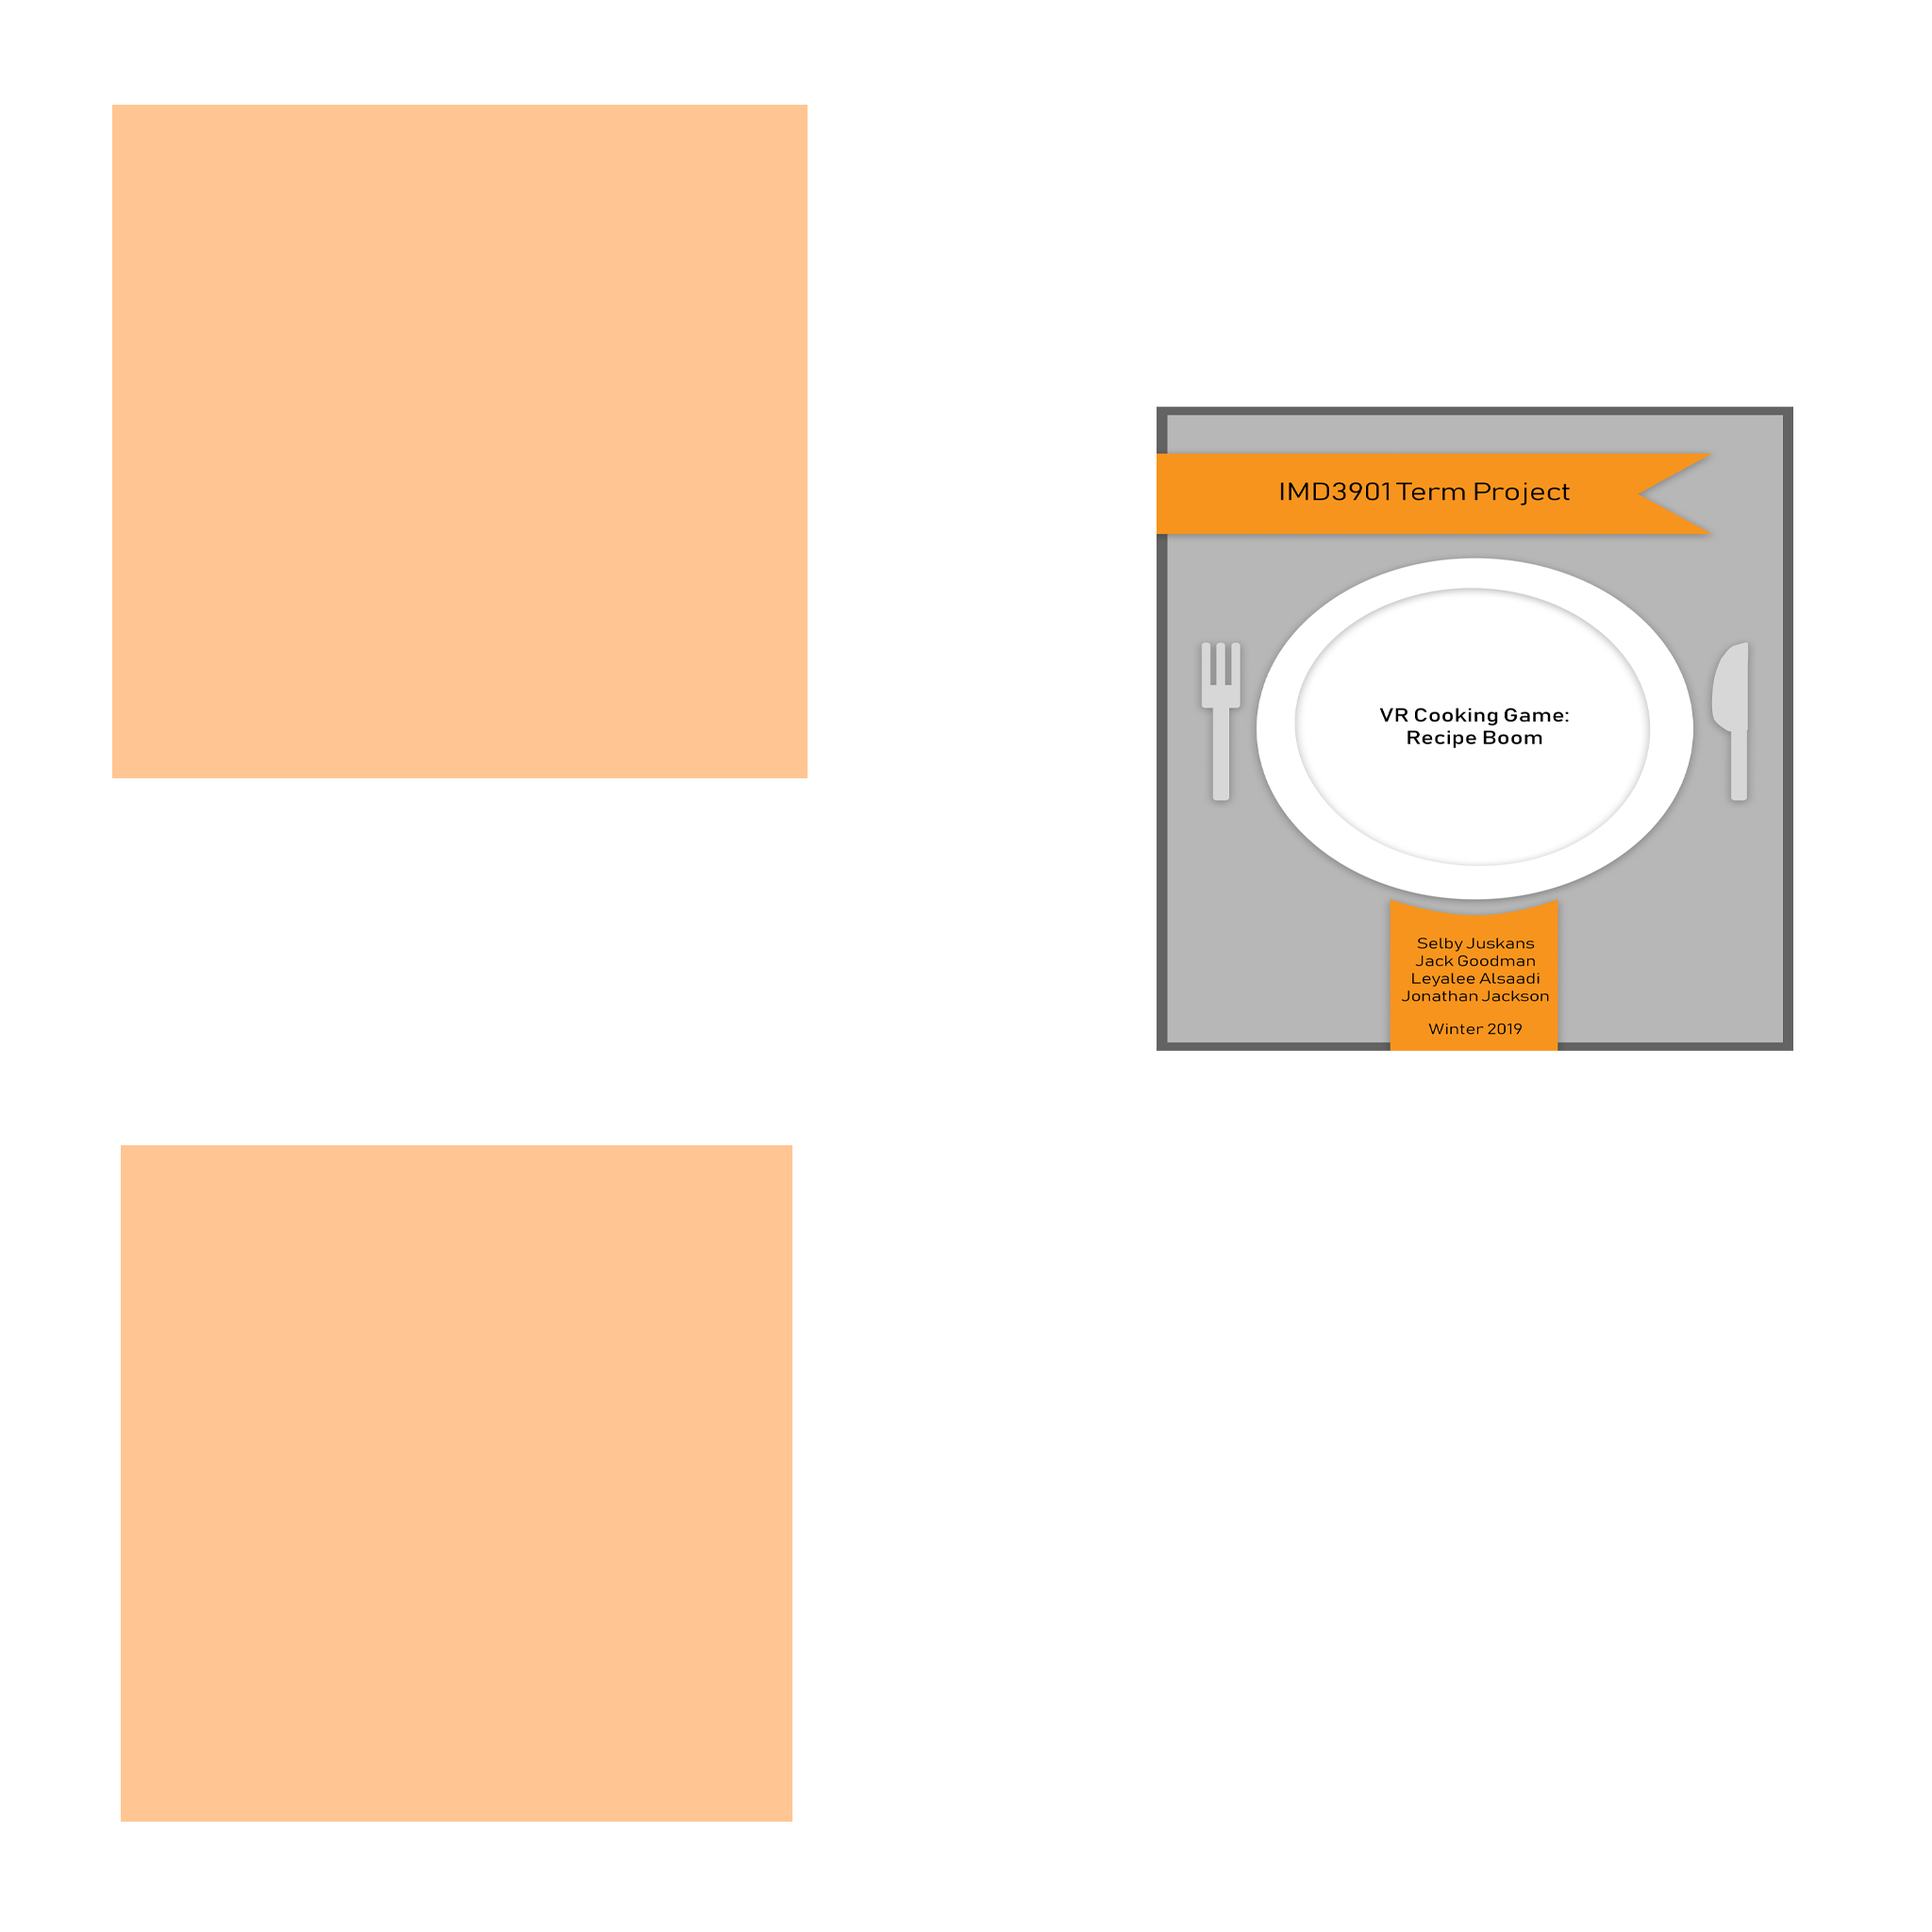 IMD3901 Term Project
VR Cooking Game:
Recipe Boom
Selby Juskans
Jack Goodman
Leyalee Alsaadi
Jonathan Jackson
Winter 2019